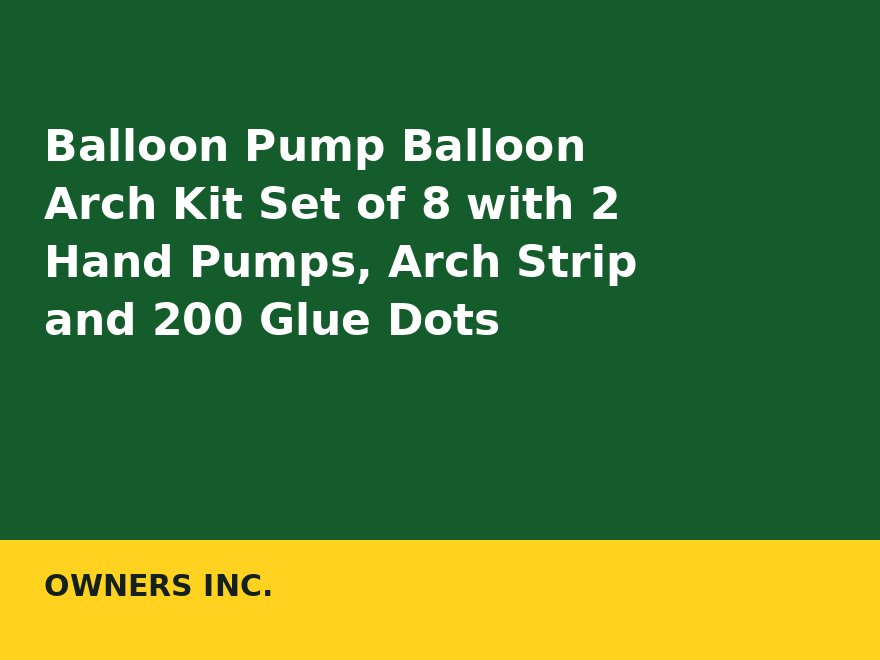 Balloon Pump Balloon
Arch Kit Set of 8 with 2
Hand Pumps, Arch Strip
and 200 Glue Dots
OWNERS INC.